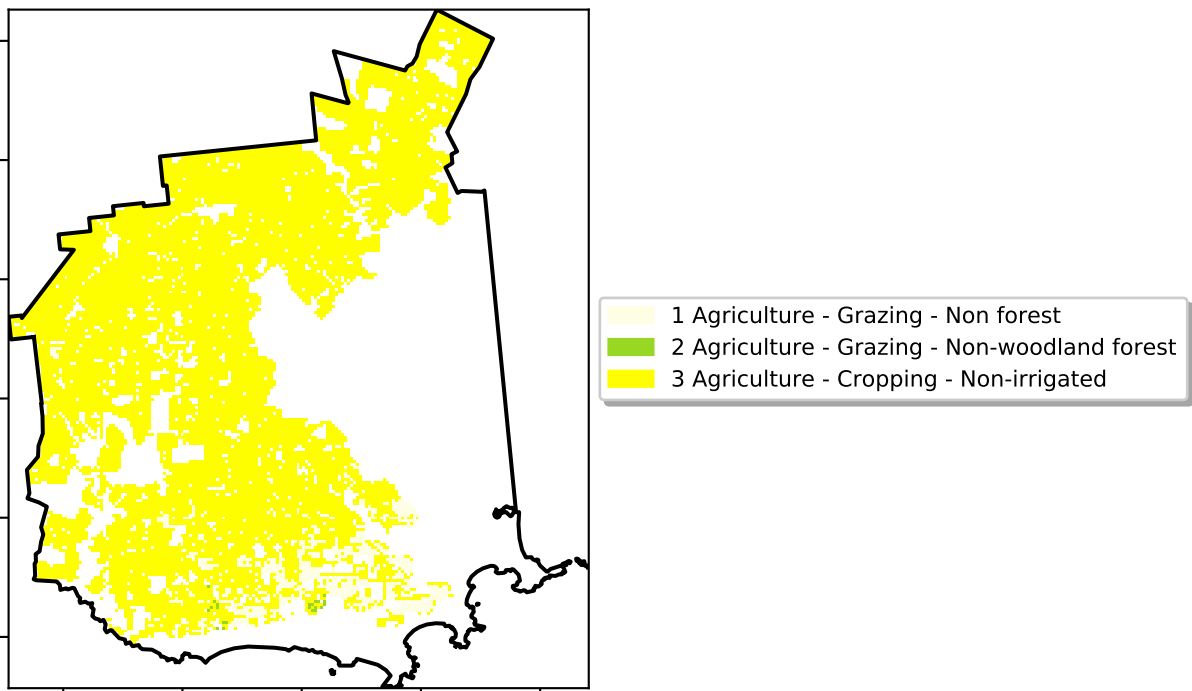 1 Agriculture - Grazing - Non forest
2 Agriculture - Grazing - Non-woodland forest
3 Agriculture - Cropping - Non-irrigated